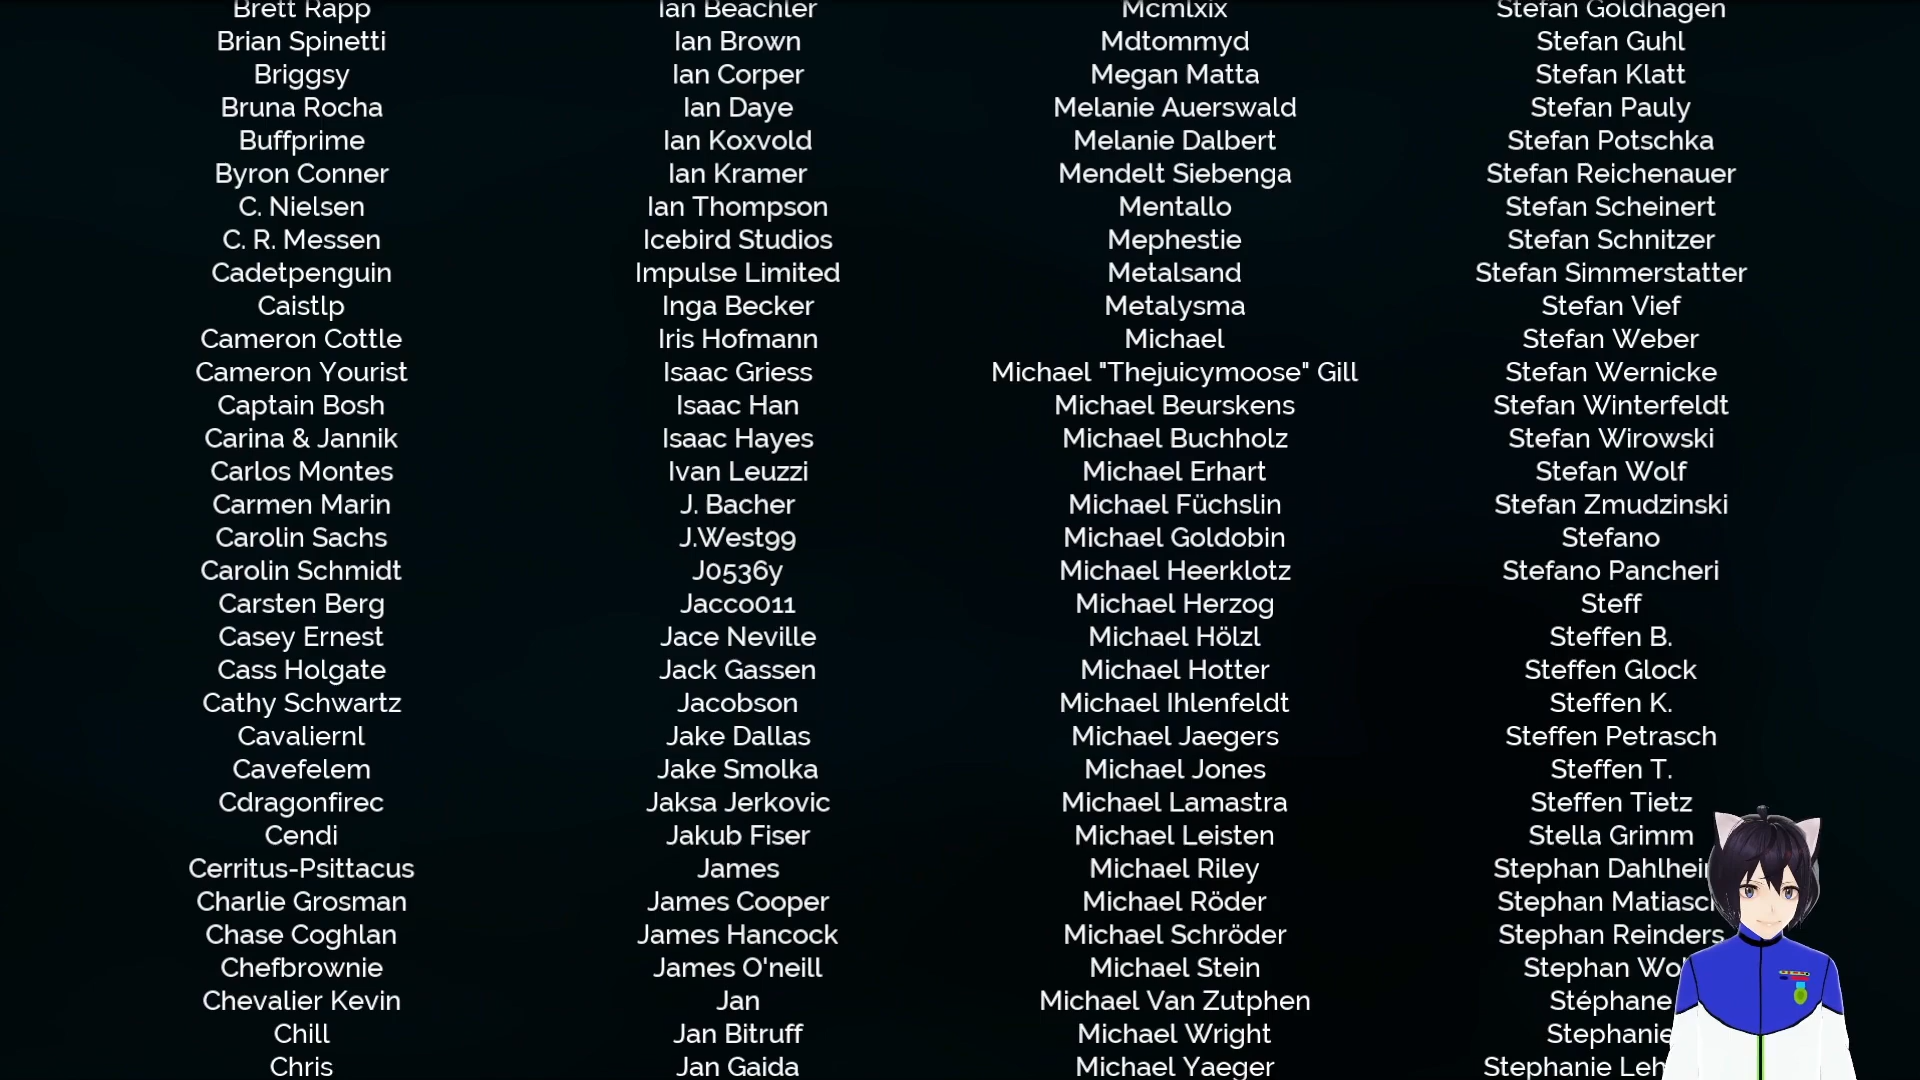 Brett Rapp
Brian Spinetti
Briggsy
Bruna Rocha
Buffprime
Byron Conner
C. Nielsen
C. R. Messen
Cadetpenguin
Caistlp
Cameron Cottle
Cameron Yourist
Captain Bosh
Carina & Jannik
Carlos Montes
Carmen Marin
Carolin Sachs
Carolin Schmidt
Carsten Berg
Casey Ernest
Cass Holgate
Cathy Schwartz
Cavaliernl
Cavefelem
Cdragonfirec
Cendi
Cerritus-Psittacus
Charlie Grosman
Chase Coghlan
Chefbrownie
Chevalier Kevin
Chill
Chris
Ian Beachler
Ian Brown
Ian Corper
Ian Daye
Ian Koxvold
Ian Kramer
Ian Thompson
Icebird Studios
Impulse Limited
Inga Becker
Iris Hofmann
Isaac Griess
Isaac Han
Isaac Hayes
Ivan Leuzzi
J. Bacher
J.West99
J0536y
Jacco011
Jace Neville
Jack Gassen
Jacobson
Jake Dallas
Jake Smolka
Jaksa Jerkovic
Jakub Fiser
James
James Cooper
James Hancock
James O'neill
Jan
Jan Bitruff
Jan Gaida
Mcmlxix
Mdtommyd
Megan Matta
Melanie Auerswald
Melanie Dalbert
Mendelt Siebenga
Mentallo
Mephestie
Metalsand
Metalysma
Michael
Michael "Thejuicymoose" Gill
Michael Beurskens
Michael Buchholz
Michael Erhart
Michael Füchslin
Michael Goldobin
Michael Heerklotz
Michael Herzog
Michael Hölzl
Michael Hotter
Michael Ihlenfeldt
Michael Jaegers
Michael Jones
Michael Lamastra
Michael Leisten
Michael Riley
Michael Röder
Michael Schröder
Michael Stein
Michael Van Zutphen
Michael Wright
Michael Yaeger
Stefan Goldhagen
Stefan Guhl
Stefan Klatt
Stefan Pauly
Stefan Potschka
Stefan Reichenauer
Stefan Scheinert
Stefan Schnitzer
Stefan Simmerstatter
Stefan Vief
Stefan Weber
Stefan Wernicke
Stefan Winterfeldt
Stefan Wirowski
Stefan Wolf
Stefan Zmudzinski
Stefano
Stefano Pancheri
Steff
Steffen B.
Steffen Glock
Steffen K.
Steffen Petrasch
Steffen T.
Steffen Tietz
Stella Grimm
Stephan
Stephan
Stephan Reinders
Stephan
Stéphane
Stephanie
Stephanie